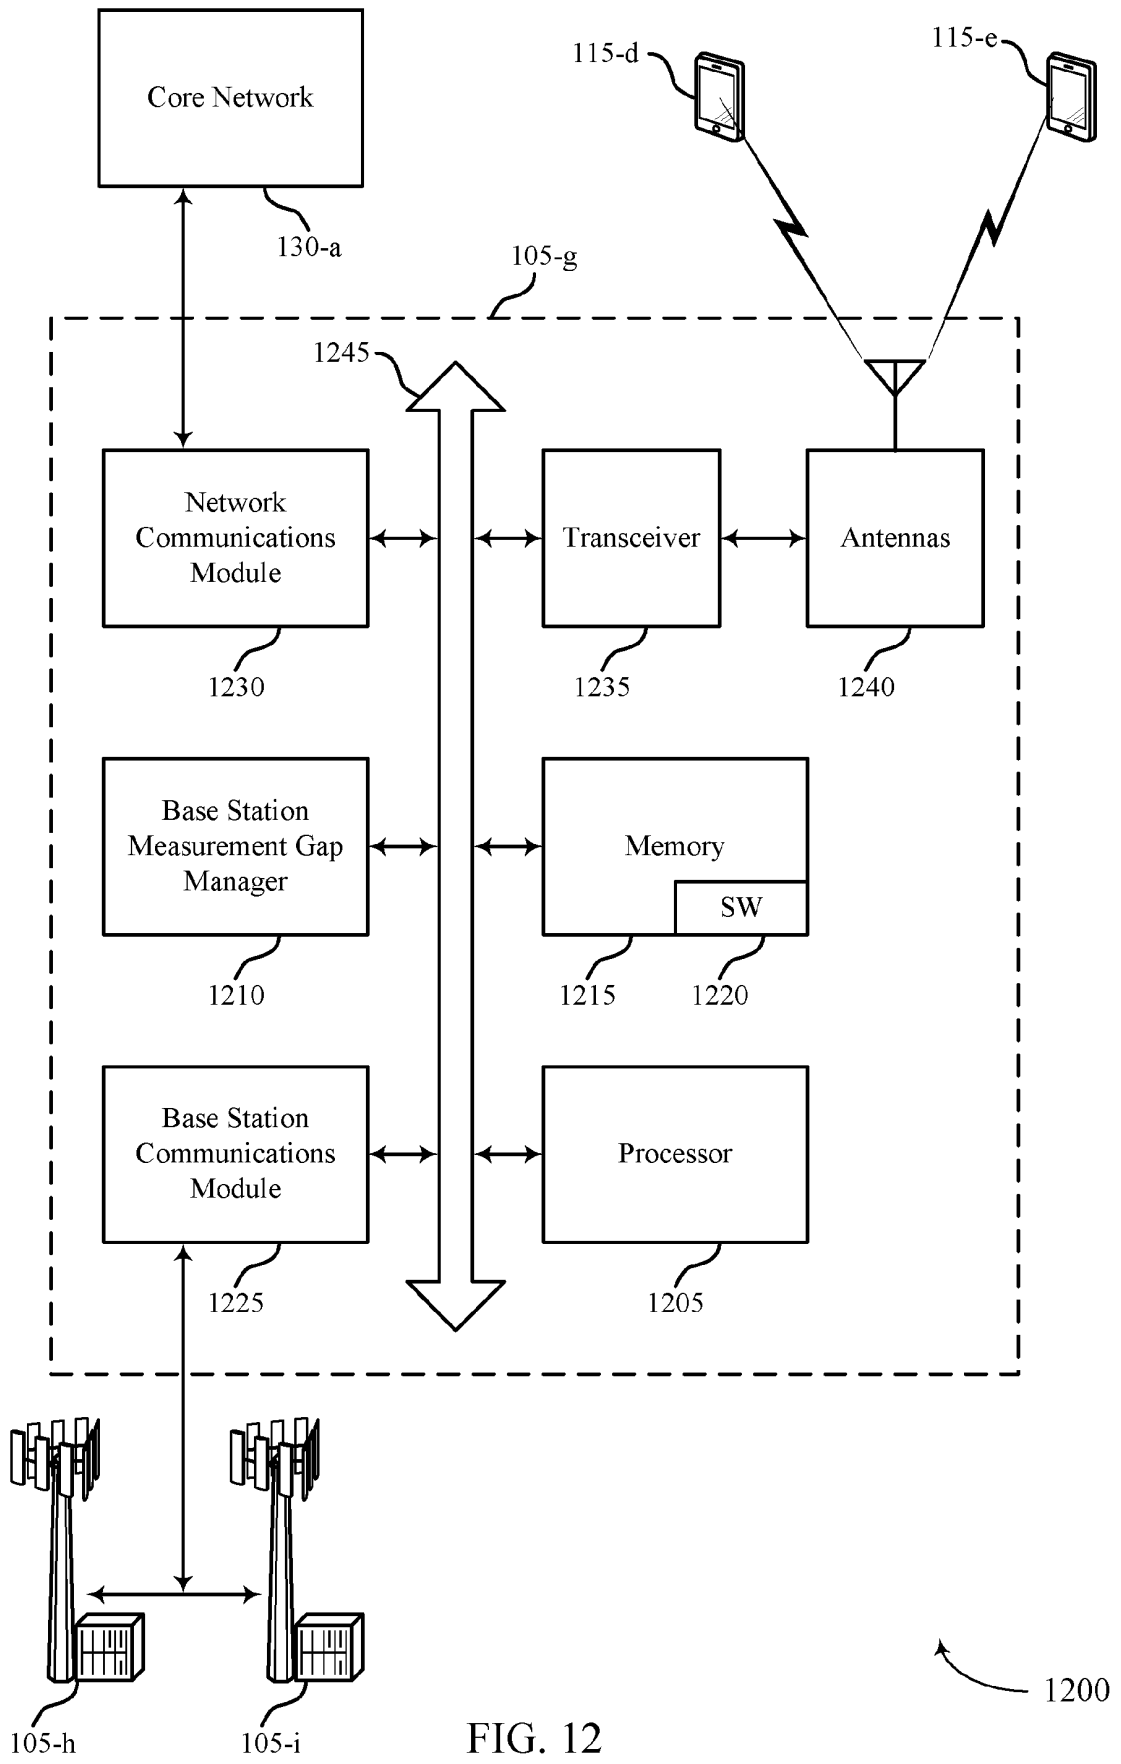 Core Network
130-a
115-d
115-e
105-g
1245
Network
Communications
Module
1230
Transceiver
1235
Antennas
1240
Base Station
Measurement Gap
Manager
1210
Memory
SW
1215
1220
Base Station
Communications
Module
1225
Processor
1205
105-h
105-i
1200
FIG. 12